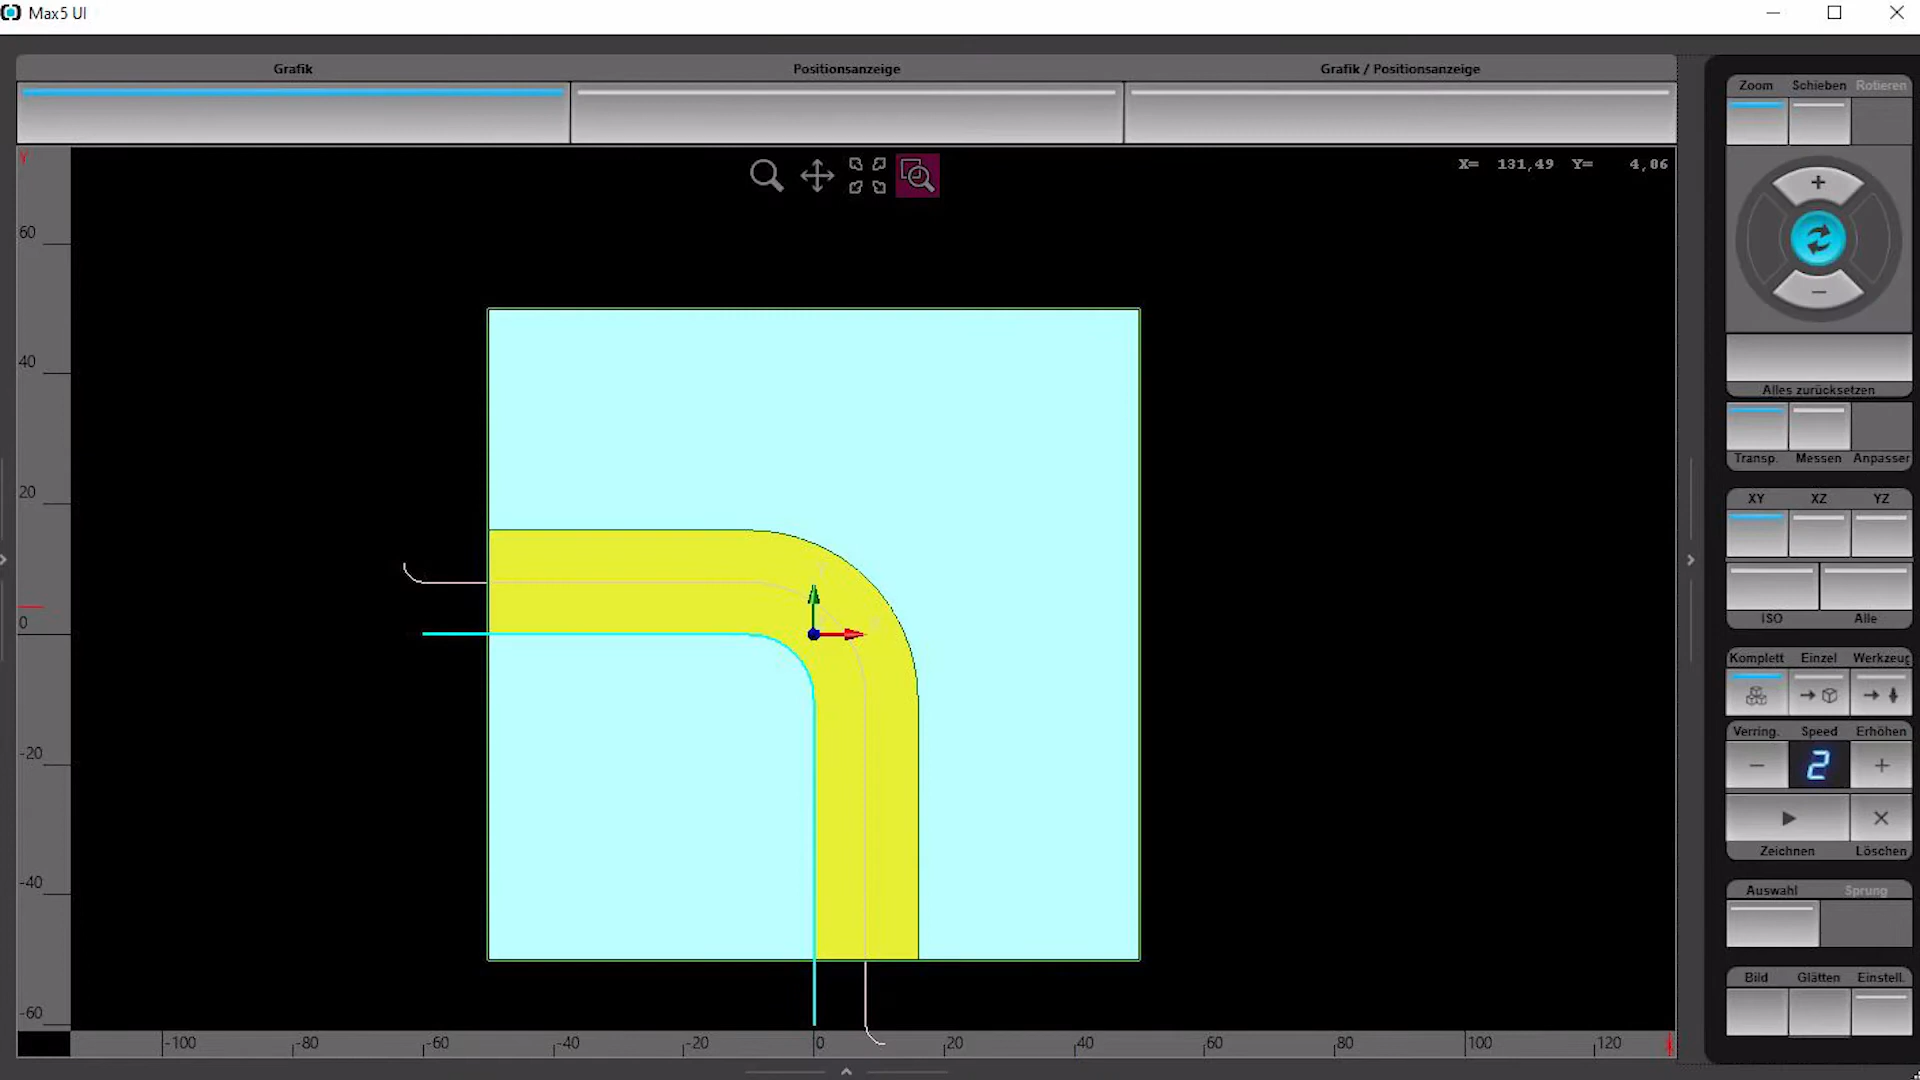 Max5 UI
Grafik
Positionsanzeige
Grafik / Positionsanzeige
X= 131,49 Y= 4,06
Y
60
40
20
0
-20
-40
-60
-100
-80
-60
-40
-20
0
20
40
60
80
100
120
Zoom
Schieben
Rotieren
Alles zurücksetzen
Transp.
Messen
Anpasser
XY
XZ
YZ
ISO
Alle
Komplett
Einzel
Werkzeug
Verring.
Speed
Erhöhen
2
Zeichnen
Löschen
Auswahl
Sprung
Bild
Glätten
Einstell.